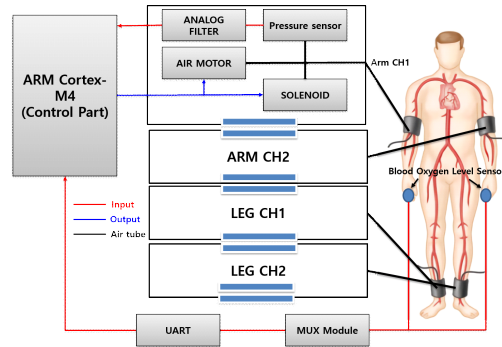 ANALOG
FILTER
Pressure sensor
AIR MOTOR
Arm CH1
ARM Cortex-
M4
(Control Part)
SOLENOID
ARM CH2
Blood Oxygen Level Senso
LEG CH1
Input
Output
Air tube
LEG CH2
UART
MUX Module